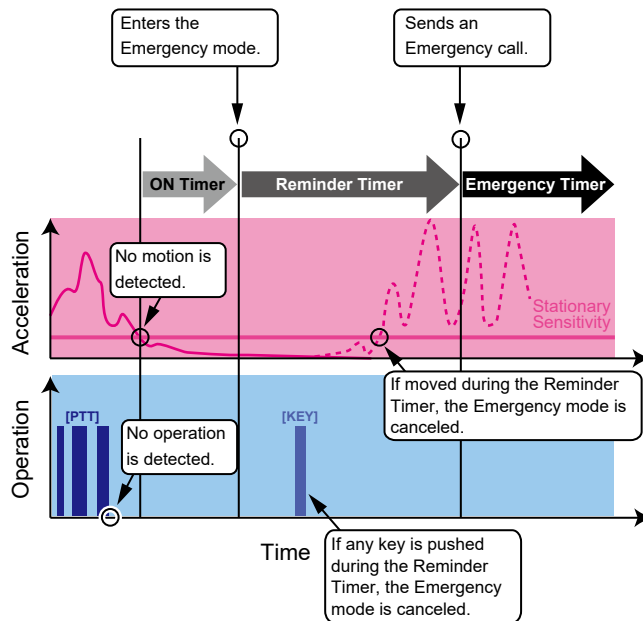 Enters the
Emergency mode.
Sends an
Emergency call.
ON Timer
Reminder Timer
Emergency Timer
Acceleration
No motion is
detected.
Stationary
Sensitivity
If moved during the Reminder
Timer, the Emergency mode is
canceled.
Operation
[PTT]
No operation
is detected.
[KEY]
Time
If any key is pushed
during the Reminder
Timer, the Emergency
mode is canceled.